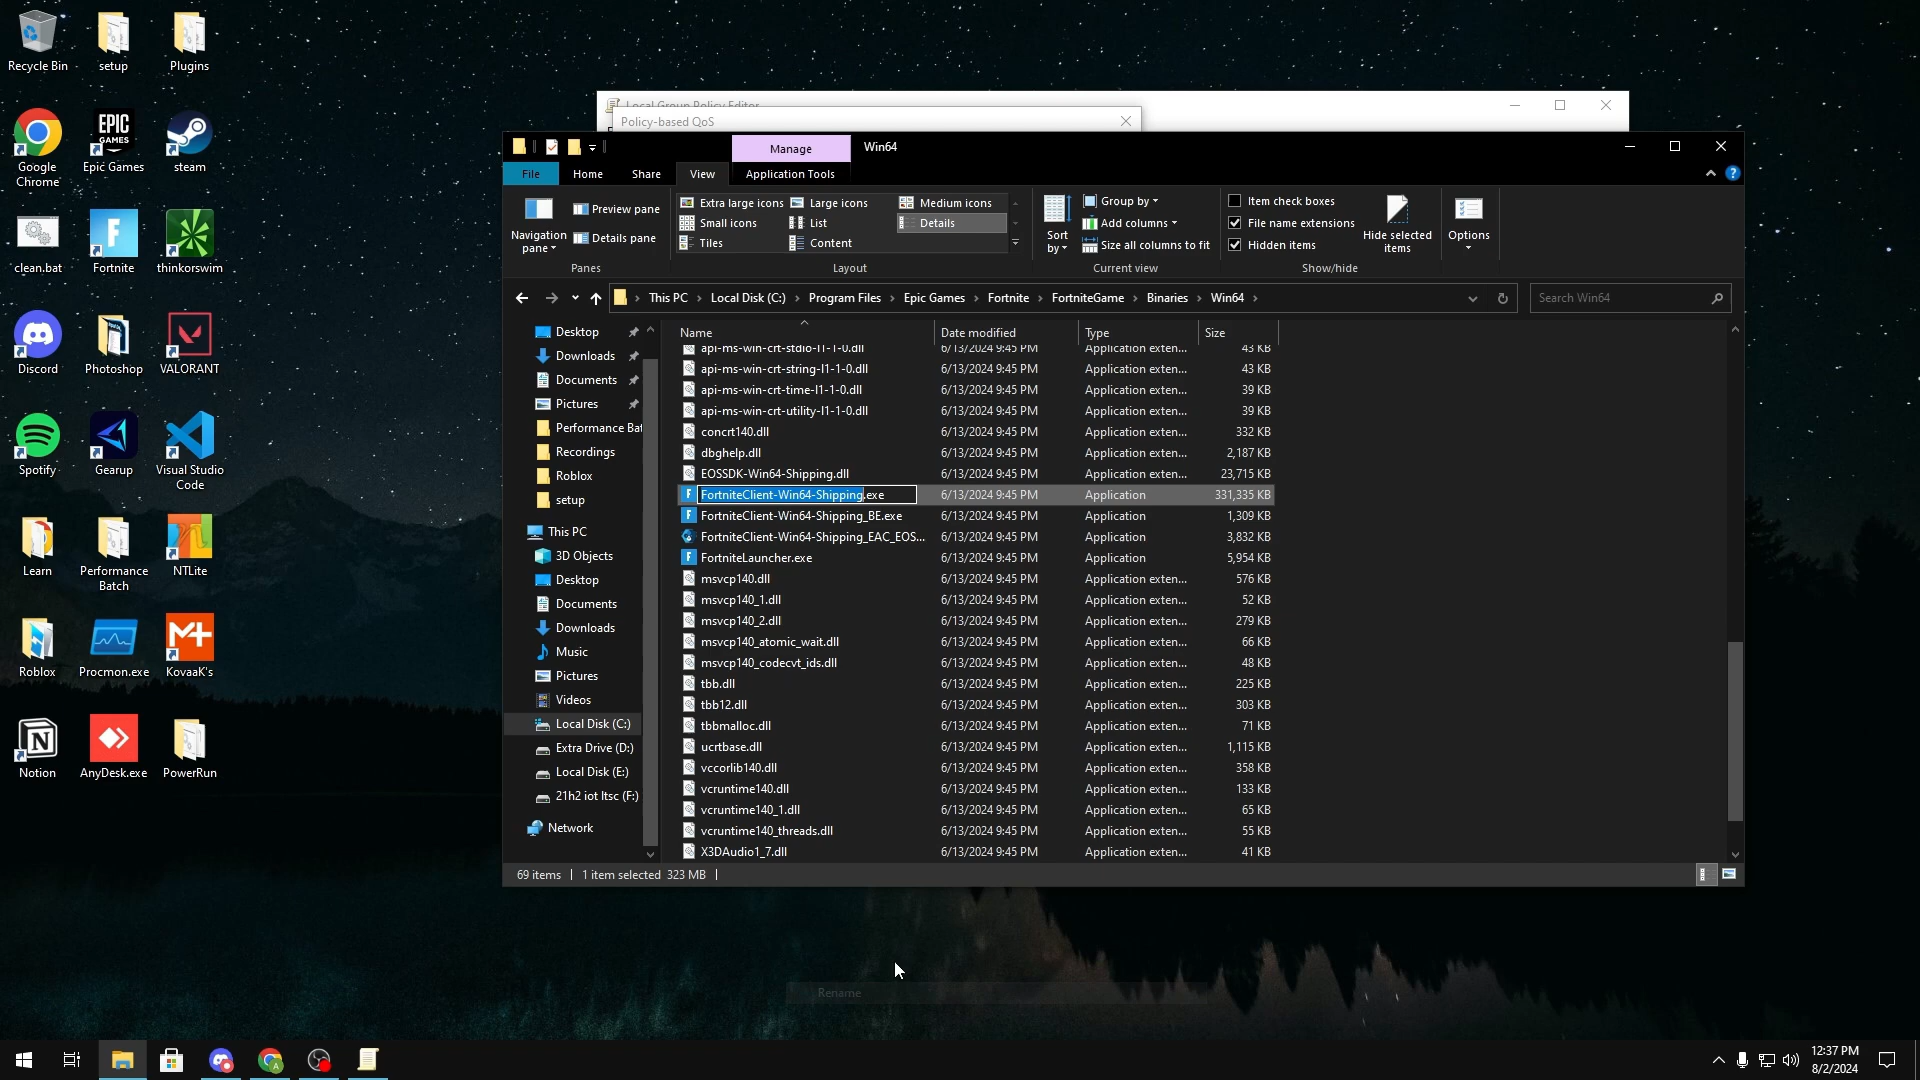 Recycle Bin
setup
Plugins
Google
Chrome
EPIC
GAMES
Epic Games
steam
clean.bat
Fortnite
thinkorswim
Discord
Photoshop
VALORANT
Spotify
Gearup
Visual Studio
Code
Learn
Performance
Batch
NTLite
Roblox
Procmon.exe
KovaaK's
Notion
AnyDesk.exe
PowerRun
Local Group Policy Editor
Policy-based QoS
Manage
Win64
File
Home
Share
View
Application Tools
Navigation
pane
Preview pane
Details pane
Panes
Extra large icons
Large icons
Medium icons
Small icons
List
Details
Tiles
Content
Layout
Sort
by
Group by
Add columns
Size all columns to fit
Current view
Item check boxes
File name extensions
Hidden items
Hide selected
items
Show/hide
Options
This PC
Local Disk (C:)
Program Files
Epic Games
Fortnite
FortniteGame
Binaries
Win64
Search Win64
Desktop
Downloads
Documents
Pictures
Performance Bat
Recordings
Roblox
setup
This PC
3D Objects
Desktop
Documents
Downloads
Music
Pictures
Videos
Local Disk (C:)
Extra Drive (D:)
Local Disk (E:)
21h2 iot ltsc (F:)
Network
Name Date modified Type Size
api-ms-win-crt-stdio-l1-1-0.dll 6/13/2024 9:45 PM Application exten... 43 KB
api-ms-win-crt-string-l1-1-0.dll 6/13/2024 9:45 PM Application exten... 43 KB
api-ms-win-crt-time-l1-1-0.dll 6/13/2024 9:45 PM Application exten... 39 KB
api-ms-win-crt-utility-l1-1-0.dll 6/13/2024 9:45 PM Application exten... 39 KB
concrt140.dll 6/13/2024 9:45 PM Application exten... 332 KB
dbghelp.dll 6/13/2024 9:45 PM Application exten... 2,187 KB
EOSSDK-Win64-Shipping.dll 6/13/2024 9:45 PM Application exten... 23,715 KB
FortniteClient-Win64-Shipping.exe 6/13/2024 9:45 PM Application 331,335 KB
FortniteClient-Win64-Shipping_BE.exe 6/13/2024 9:45 PM Application 1,309 KB
FortniteClient-Win64-Shipping_EAC_EOS... 6/13/2024 9:45 PM Application 3,832 KB
FortniteLauncher.exe 6/13/2024 9:45 PM Application 5,954 KB
msvcp140.dll 6/13/2024 9:45 PM Application exten... 576 KB
msvcp140_1.dll 6/13/2024 9:45 PM Application exten... 52 KB
msvcp140_2.dll 6/13/2024 9:45 PM Application exten... 279 KB
msvcp140_atomic_wait.dll 6/13/2024 9:45 PM Application exten... 66 KB
msvcp140_codecvt_ids.dll 6/13/2024 9:45 PM Application exten... 48 KB
tbb.dll 6/13/2024 9:45 PM Application exten... 225 KB
tbb12.dll 6/13/2024 9:45 PM Application exten... 303 KB
tbbmalloc.dll 6/13/2024 9:45 PM Application exten... 71 KB
ucrtbase.dll 6/13/2024 9:45 PM Application exten... 1,115 KB
vccorlib140.dll 6/13/2024 9:45 PM Application exten... 358 KB
vcruntime140.dll 6/13/2024 9:45 PM Application exten... 133 KB
vcruntime140_1.dll 6/13/2024 9:45 PM Application exten... 65 KB
vcruntime140_threads.dll 6/13/2024 9:45 PM Application exten... 55 KB
X3DAudio1_7.dll 6/13/2024 9:45 PM Application exten... 41 KB
69 items
1 item selected 323 MB
Rename
12:37 PM
8/2/2024